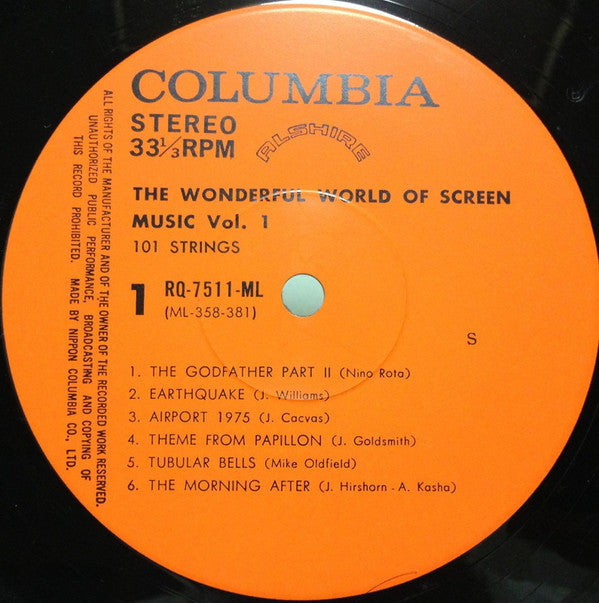 COLUMBIA
STEREO
33 1/3 RPM
ALSHIRE
THE WONDERFUL WORLD OF SCREEN
MUSIC Vol. 1
101 STRINGS
1 RQ-7511-ML
(ML-358-381)
S
1. THE GODFATHER PART II (Nino Rota)
2. EARTHQUAKE (J. Williams)
3. AIRPORT 1975 (J. Cacvas)
4. THEME FROM PAPILLON (J. Goldsmith)
5. TUBULAR BELLS (Mike Oldfield)
6. THE MORNING AFTER (J. Hirshorn - A. Kasha)
ALL RIGHTS OF THE MANUFACTURER AND OF THE OWNER OF THE RECORDED WORK RESERVED.
UNAUTHORIZED PUBLIC PERFORMANCE, BROADCASTING AND COPYING OF
THIS RECORD PROHIBITED. MADE BY NIPPON COLUMBIA CO., LTD.